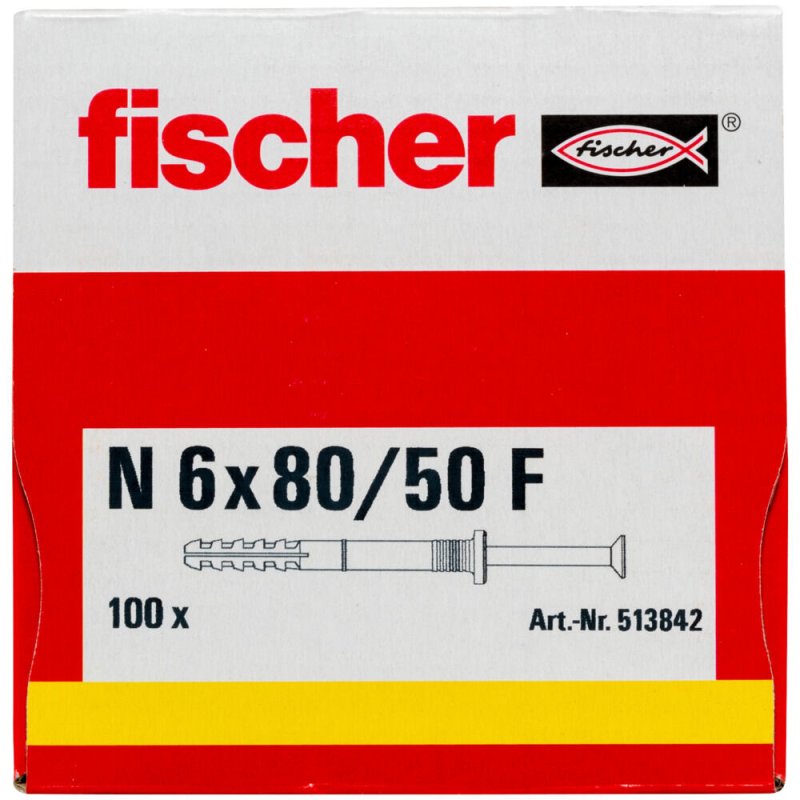 fischer fischer®
N 6x80/50 F
100 x Art.-Nr. 513842